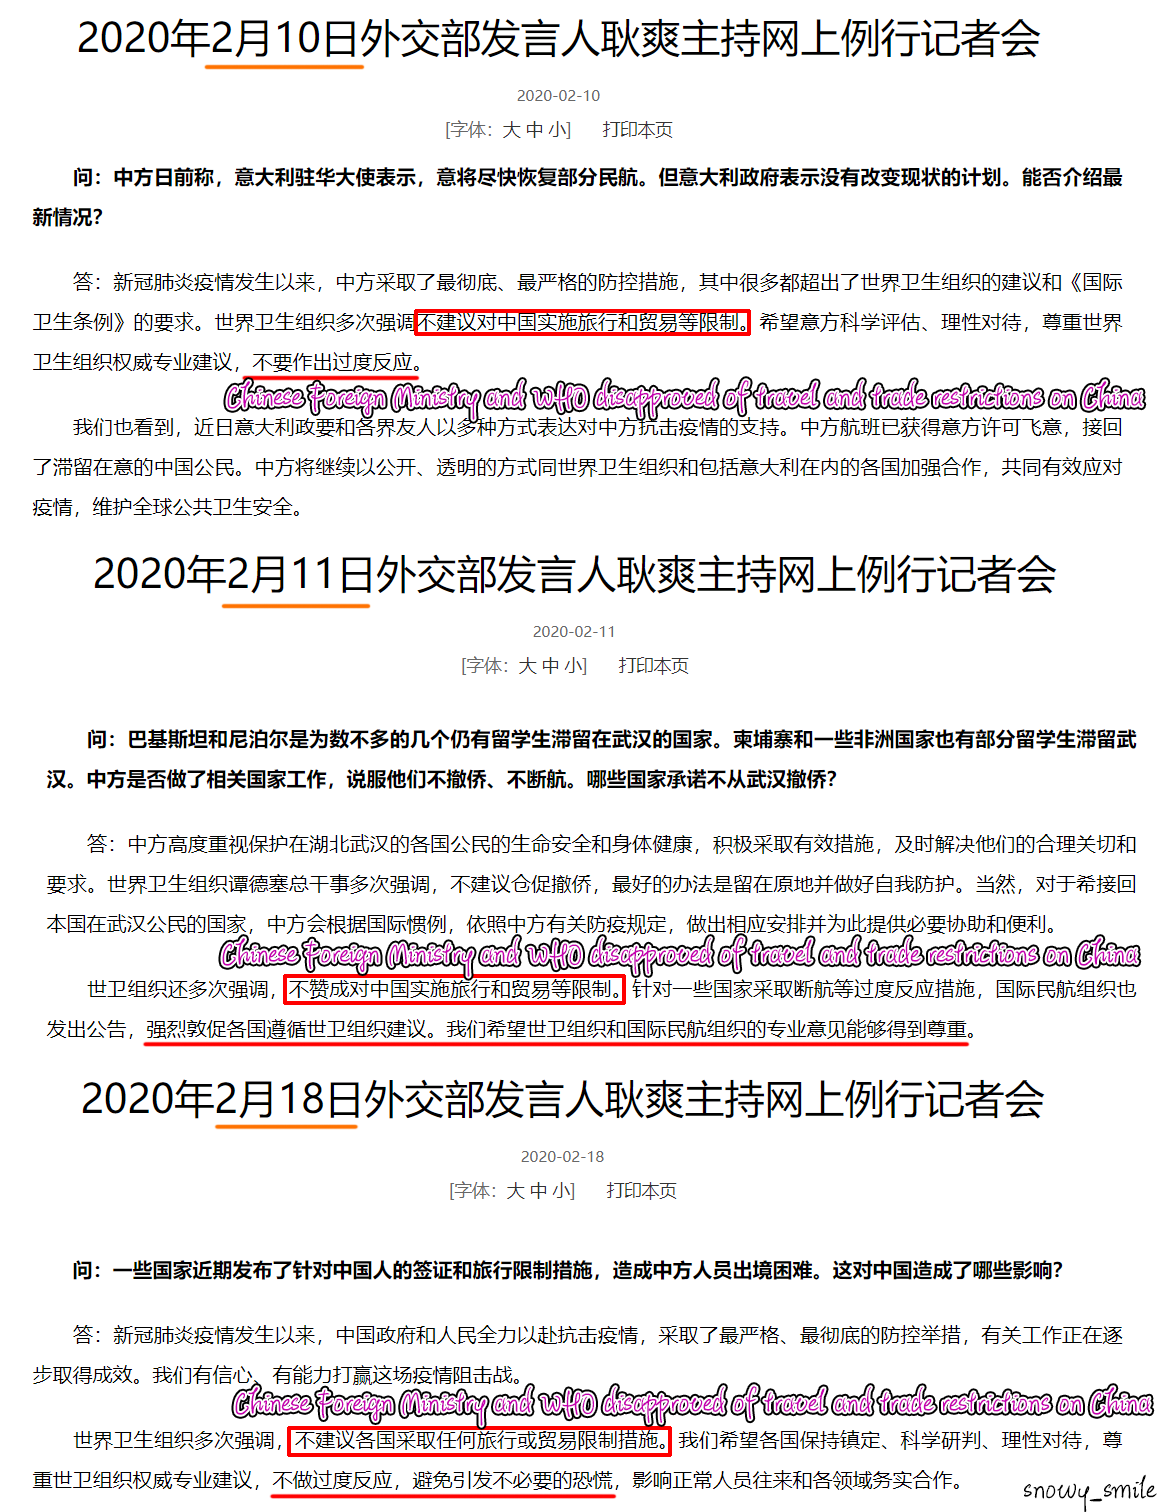 2020年2月10日外交部发言人耿爽主持网上例行记者会
2020-02-10
[字体：大 中 小] 打印本页
问：中方日前称，意大利驻华大使表示，意将尽快恢复部分民航。但意大利政府表示没有改变现状的计划。能否介绍最
新情况？
答：新冠肺炎疫情发生以来，中方采取了最彻底、最严格的防控措施，其中很多都超出了世界卫生组织的建议和《国际
卫生条例》的要求。世界卫生组织多次强调不建议对中国实施旅行和贸易等限制。希望意方科学评估、理性对待，尊重世界
卫生组织权威专业建议，不要作出过度反应。
Chinese Foreign Ministry and WHO disapproved of travel and trade restrictions on China
我们也看到，近日意大利政要和各界友人以多种方式表达对中方抗击疫情的支持。中方航班已获得意方许可飞意，接回
了滞留在意的中国公民。中方将继续以公开、透明的方式同世界卫生组织和包括意大利在内的各国加强合作，共同有效应对
疫情，维护全球公共卫生安全。
2020年2月11日外交部发言人耿爽主持网上例行记者会
2020-02-11
[字体：大 中 小] 打印本页
问：巴基斯坦和尼泊尔是为数不多的几个仍有留学生滞留在武汉的国家。柬埔寨和一些非洲国家也有部分留学生滞留武
汉。中方是否做了相关国家工作，说服他们不撤侨、不断航。哪些国家承诺不从武汉撤侨？
答：中方高度重视保护在湖北武汉的各国公民的生命安全和身体健康，积极采取有效措施，及时解决他们的合理关切和
要求。世界卫生组织谭德塞总干事多次强调，不建议仓促撤侨，最好的办法是留在原地并做好自我防护。当然，对于希接回
本国在武汉公民的国家，中方会根据国际惯例，依照中方有关防疫规定，做出相应安排并为此提供必要协助和便利。
Chinese Foreign Ministry and WHO disapproved of travel and trade restrictions on China
世卫组织还多次强调，不赞成对中国实施旅行和贸易等限制。针对一些国家采取断航等过度反应措施，国际民航组织也
发出公告，强烈敦促各国遵循世卫组织建议。我们希望世卫组织和国际民航组织的专业意见能够得到尊重。
2020年2月18日外交部发言人耿爽主持网上例行记者会
2020-02-18
[字体：大 中 小] 打印本页
问：一些国家近期发布了针对中国人的签证和旅行限制措施，造成中方人员出境困难。这对中国造成了哪些影响？
答：新冠肺炎疫情发生以来，中国政府和人民全力以赴抗击疫情，采取了最严格、最彻底的防控举措，有关工作正在逐
步取得成效。我们有信心、有能力打赢这场疫情阻击战。
Chinese Foreign Ministry and WHO disapproved of travel and trade restrictions on China
世界卫生组织多次强调，不建议各国采取任何旅行或贸易限制措施。我们希望各国保持镇定、科学研判、理性对待，尊
重世卫组织权威专业建议，不做过度反应，避免引发不必要的恐慌，影响正常人员往来和各领域务实合作。
snowy_smile